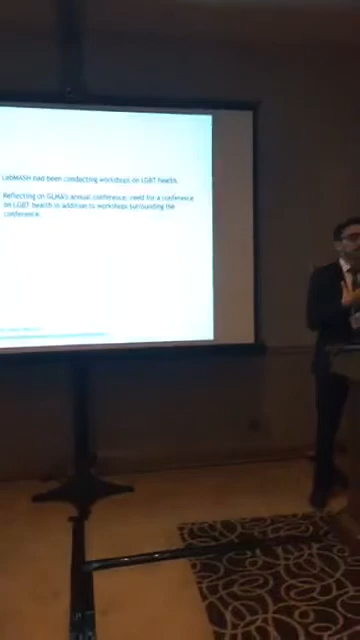 LebMASH had been conducting workshops on LGBT health.
Reflecting on GLMA's annual conference; need for a conference
on LGBT health in addition to workshops surrounding the
conference.